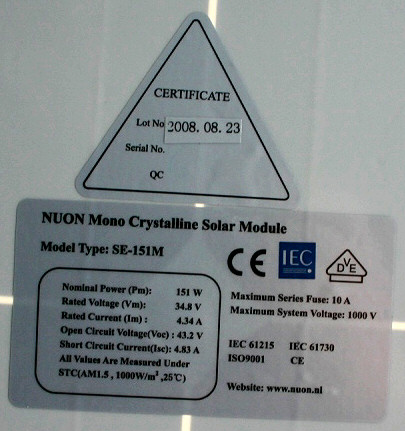 CERTIFICATE
Lot No 2008. 08. 23
Serial No.
QC
NUON Mono Crystalline Solar Module
Model Type: SE-151M
CE IEC DVE
Nominal Power (Pm): 151 W
Rated Voltage (Vm): 34.8 V
Rated Current (Im) : 4.34 A
Open Circuit Voltage(Voc) : 43.2 V
Short Circuit Current(Isc): 4.83 A
All Values Are Measured Under
STC(AM1.5 , 1000W/m² ,25℃)
Maximum Series Fuse: 10 A
Maximum System Voltage: 1000 V
IEC 61215 IEC 61730
ISO9001 CE
Website: www.nuon.nl